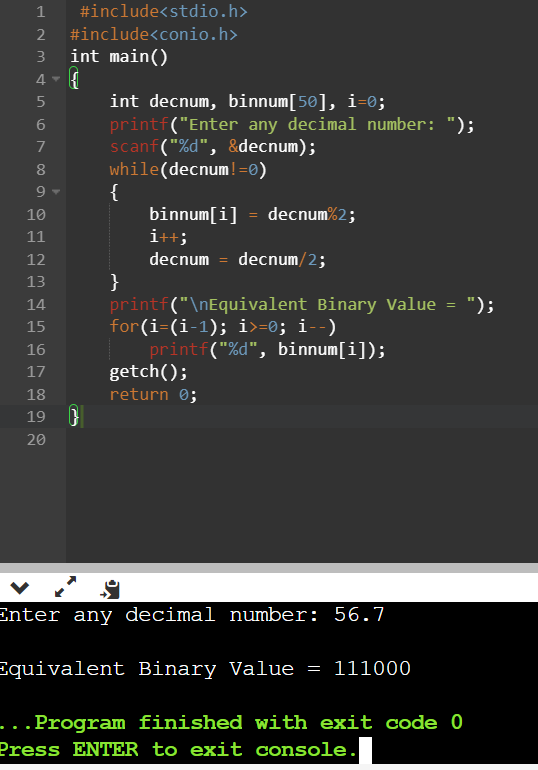 1 #include<stdio.h>
2 #include<conio.h>
3 int main()
4 {
5 int decnum, binnum[50], i=0;
6 printf("Enter any decimal number: ");
7 scanf("%d", &decnum);
8 while(decnum!=0)
9 {
10 binnum[i] = decnum%2;
11 i++;
12 decnum = decnum/2;
13 }
14 printf("\nEquivalent Binary Value = ");
15 for(i=(i-1); i>=0; i--)
16 printf("%d", binnum[i]);
17 getch();
18 return 0;
19 }
20
Enter any decimal number: 56.7
Equivalent Binary Value = 111000
...Program finished with exit code 0
Press ENTER to exit console.